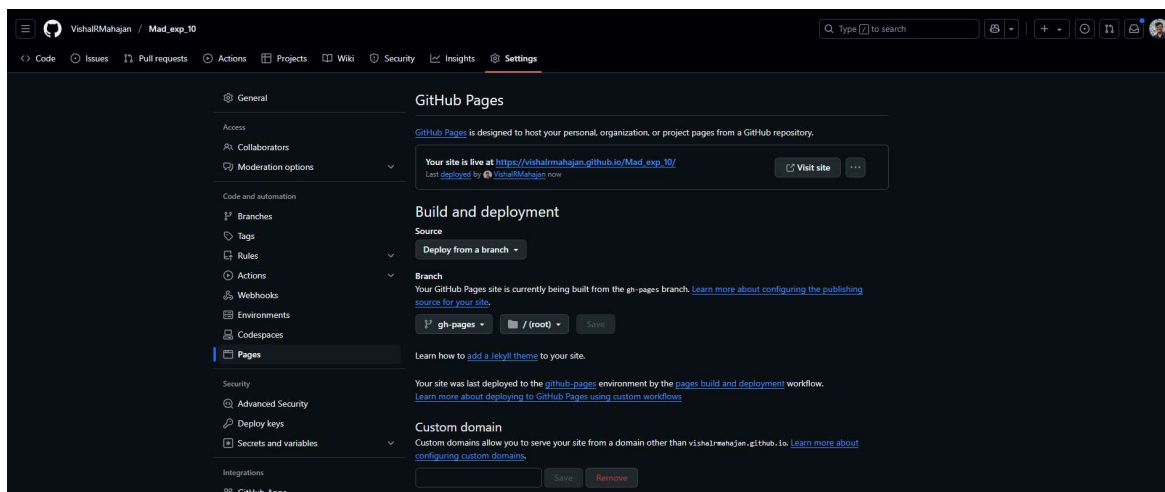 VishalRMahajan / Mad_exp_10
Type / to search
Code Issues Pull requests Actions Projects Wiki Security Insights Settings
General
Access
Collaborators
Moderation options
Code and automation
Branches
Tags
Rules
Actions
Webhooks
Environments
Codespaces
Pages
Security
Advanced Security
Deploy keys
Secrets and variables
Integrations
GitHub Apps
GitHub Pages
GitHub Pages is designed to host your personal, organization, or project pages from a GitHub repository.
Your site is live at https://vishalrmahajan.github.io/Mad_exp_10/
Last deployed by VishalRMahajan now
Visit site
Build and deployment
Source
Deploy from a branch
Branch
Your GitHub Pages site is currently being built from the gh-pages branch. Learn more about configuring the publishing
source for your site.
gh-pages / (root) Save
Learn how to add a Jekyll theme to your site.
Your site was last deployed to the github-pages environment by the pages build and deployment workflow.
Learn more about deploying to GitHub Pages using custom workflows
Custom domain
Custom domains allow you to serve your site from a domain other than vishalrmahajan.github.io. Learn more about
configuring custom domains.
Save Remove